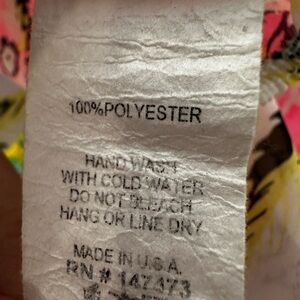 100%POLYESTER
HAND WASH
WITH COLD WATER
DO NOT BLEACH
HANG OR LINE DRY
MADE IN U.S.A.
RN # 147473